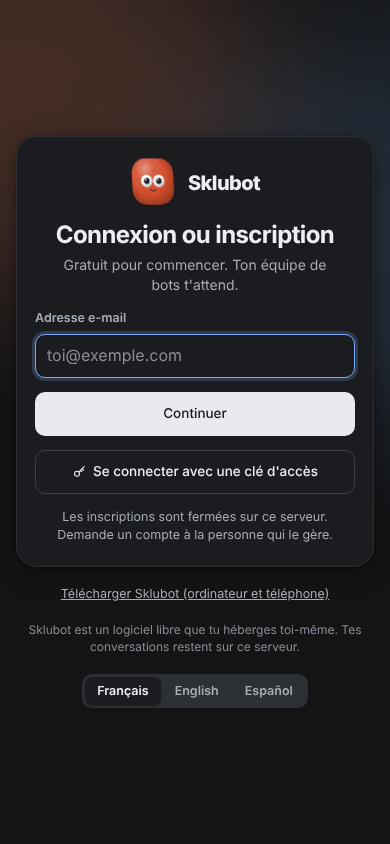 Sklubot
Connexion ou inscription
Gratuit pour commencer. Ton équipe de
bots t'attend.
Adresse e-mail
toi@exemple.com
Continuer
Se connecter avec une clé d'accès
Les inscriptions sont fermées sur ce serveur.
Demande un compte à la personne qui le gère.
Télécharger Sklubot (ordinateur et téléphone)
Sklubot est un logiciel libre que tu héberges toi-même. Tes
conversations restent sur ce serveur.
Français English Español